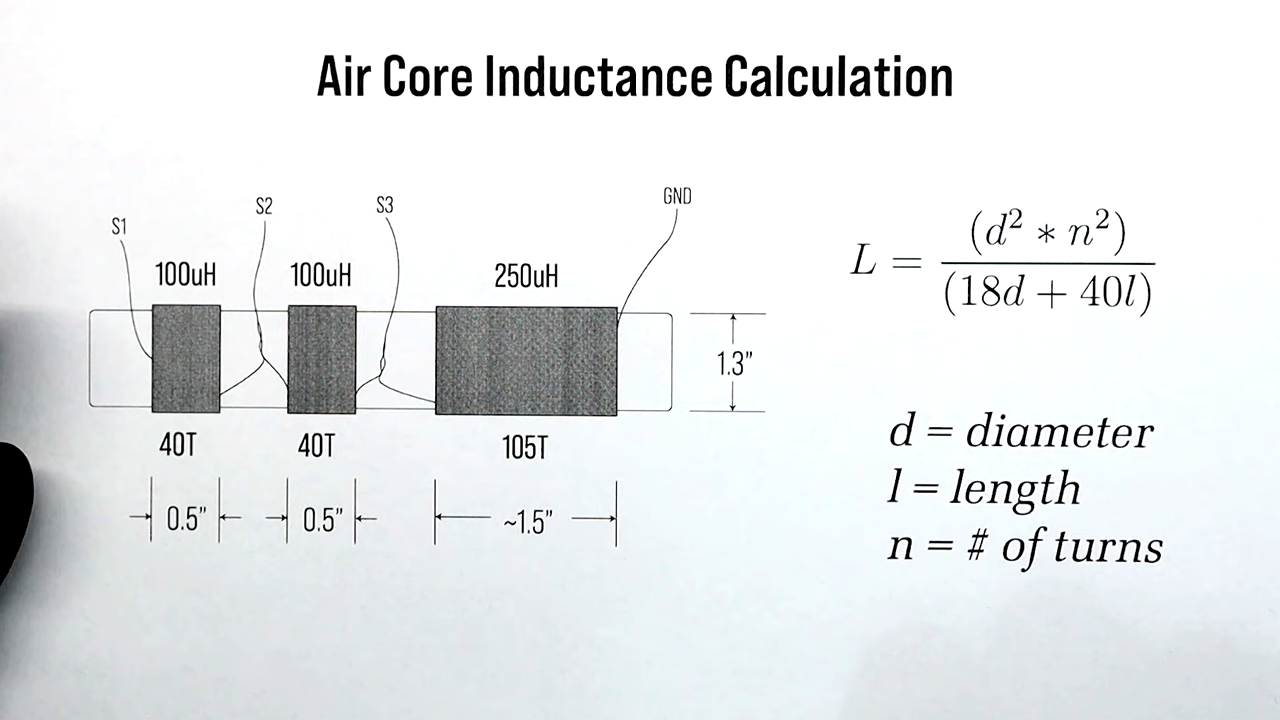 Air Core Inductance Calculation
S1
S2
S3
GND
100uH
100uH
250uH
40T
40T
105T
0.5"
0.5"
~1.5"
1.3"
L = (d² * n²) / (18d + 40l)
d = diameter
l = length
n = # of turns